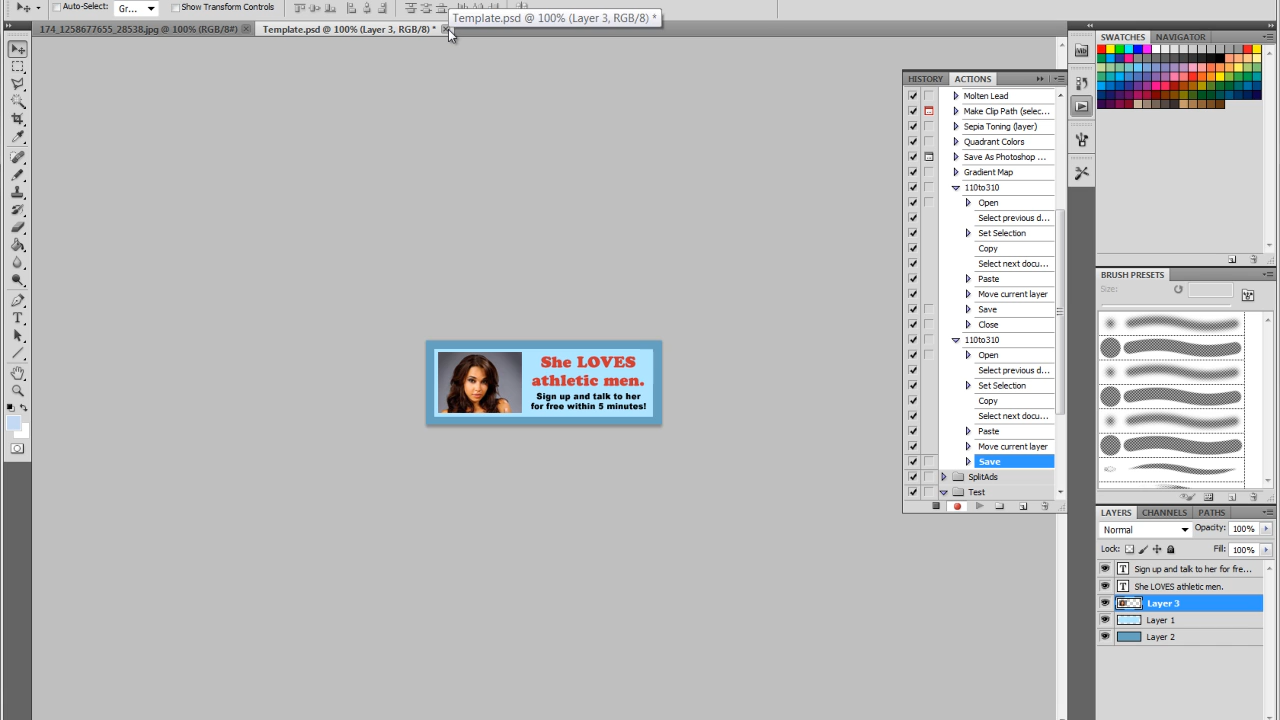 Auto-Select:
Gr...
Show Transform Controls
Template.psd @ 100% (Layer 3, RGB/8) *
174_1258677655_28538.jpg @ 100% (RGB/8#)
Template.psd @ 100% (Layer 3, RGB/8) *
SWATCHES
NAVIGATOR
HISTORY
ACTIONS
Molten Lead
Make Clip Path (selec...
Sepia Toning (layer)
Quadrant Colors
Save As Photoshop ...
Gradient Map
110to310
Open
Select previous d...
Set Selection
Copy
Select next docu...
Paste
Move current layer
Save
Close
110to310
Open
Select previous d...
Set Selection
Copy
Select next docu...
Paste
Move current layer
Save
SplitAds
Test
She LOVES
athletic men.
Sign up and talk to her
for free within 5 minutes!
BRUSH PRESETS
Size:
LAYERS
CHANNELS
PATHS
Normal
Opacity: 100%
Lock:
Fill: 100%
Sign up and talk to her for fre...
She LOVES athletic men.
Layer 3
Layer 1
Layer 2